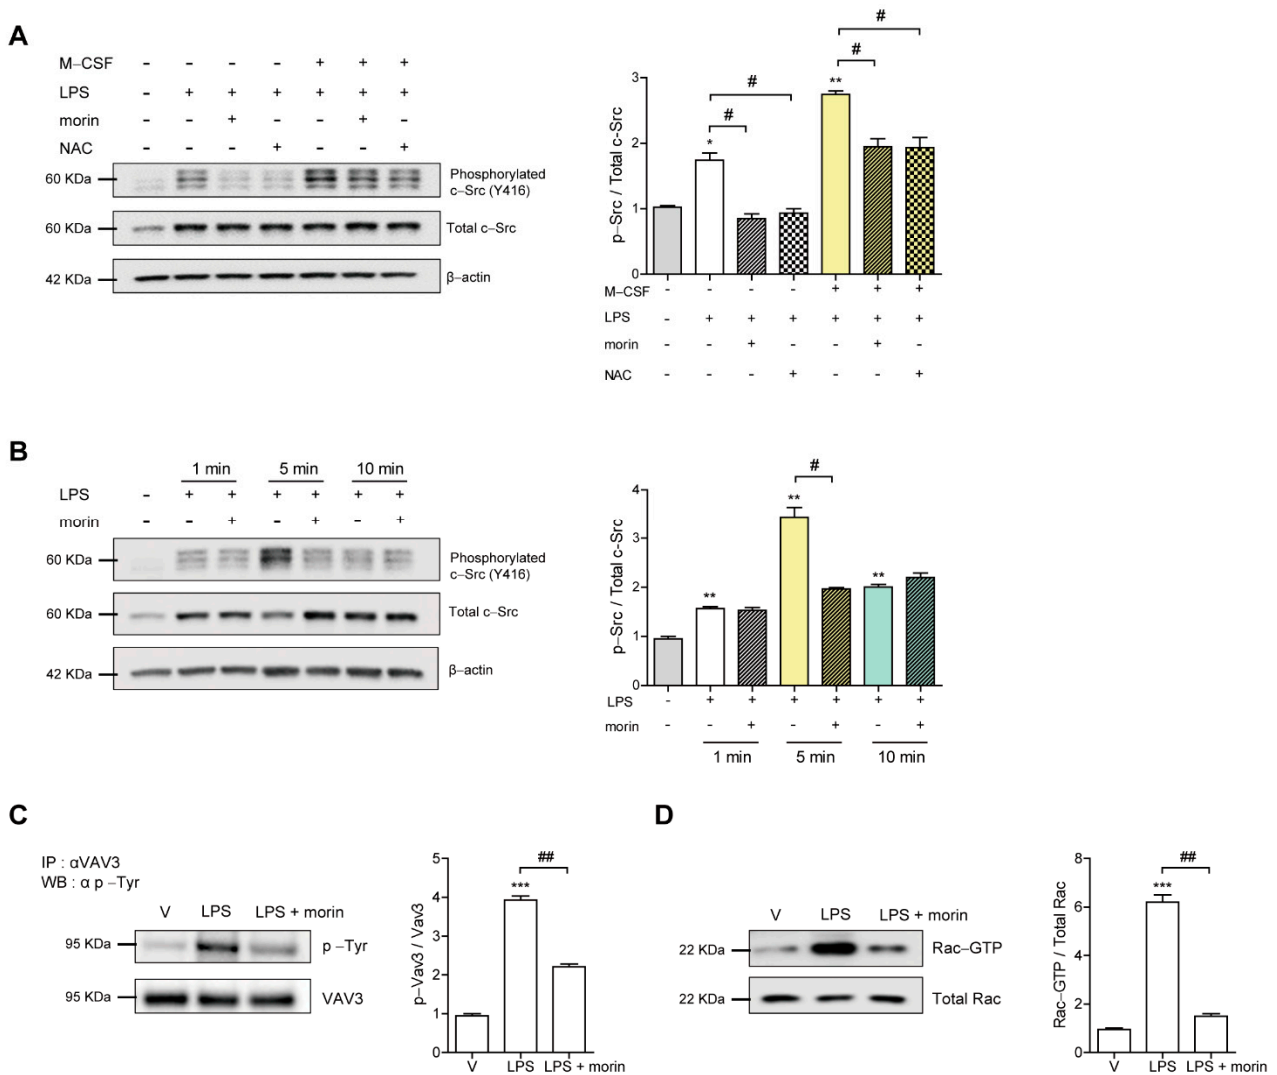 A
M–CSF - - - - + + +
LPS - + + + + + +
morin - - + - - + -
NAC - - - + - - +
60 KDa
Phosphorylated
c–Src (Y416)
60 KDa
Total c–Src
42 KDa
β–actin
#
#
#
#
*
**
p–Src / Total c-Src
3
2
1
0
M-CSF - - - - + + +
LPS - + + + + + +
morin - - + - - + -
NAC - - - + - - +
B
1 min 5 min 10 min
LPS - + + + + + +
morin - - + - + - +
60 KDa
Phosphorylated
c–Src (Y416)
60 KDa
Total c–Src
42 KDa
β–actin
#
**
**
**
p–Src / Total c–Src
4
3
2
1
0
LPS - + + + + + +
morin - - + - + - +
1 min 5 min 10 min
C
IP : αVAV3
WB : α p –Tyr
V LPS LPS + morin
95 KDa
p –Tyr
95 KDa
VAV3
##
***
p–Vav3 / Vav3
5
4
3
2
1
0
V LPS LPS + morin
D
V LPS LPS + morin
22 KDa
Rac–GTP
22 KDa
Total Rac
##
***
Rac–GTP / Total Rac
8
6
4
2
0
V LPS LPS + morin